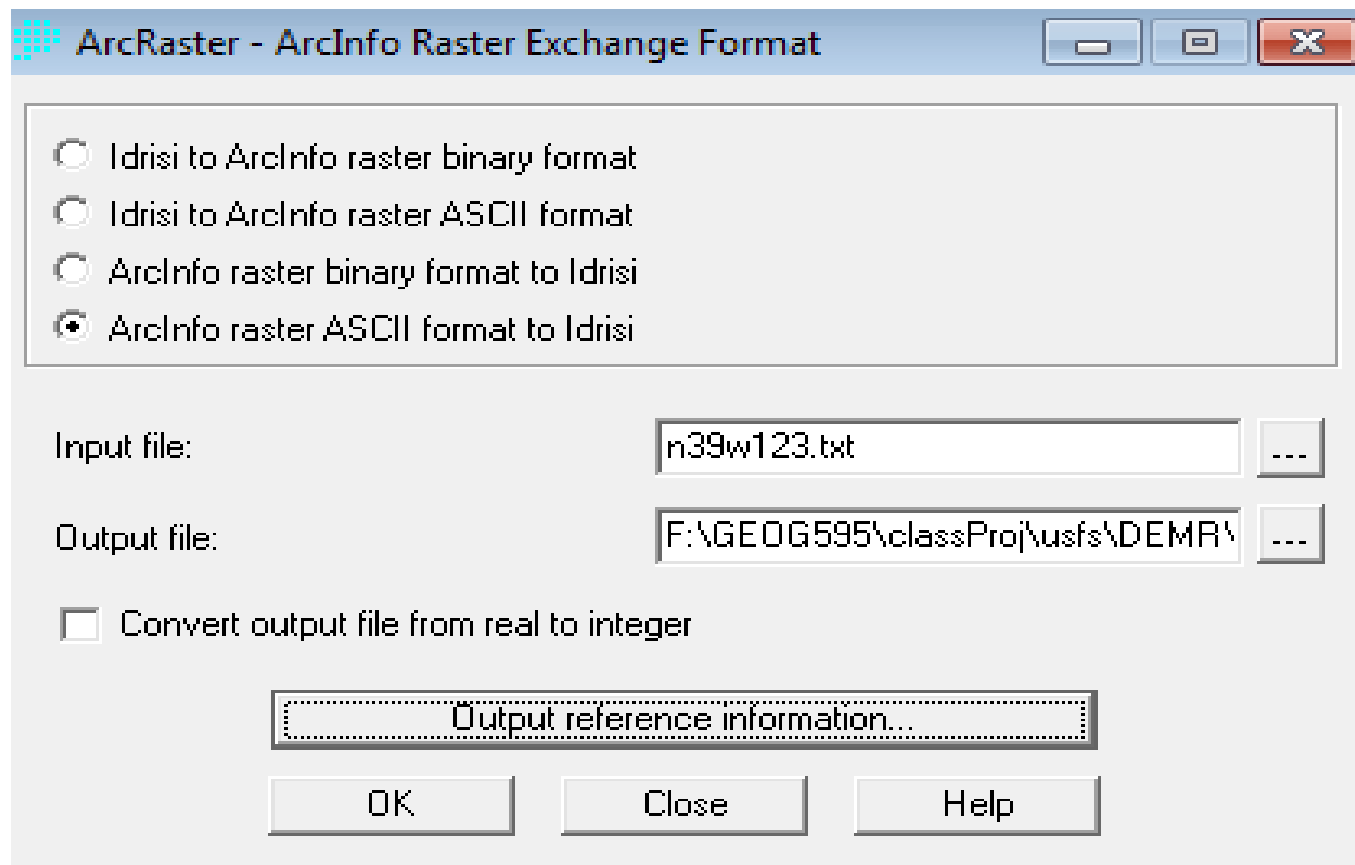 ArcRaster - ArcInfo Raster Exchange Format
Idrisi to ArcInfo raster binary format
Idrisi to ArcInfo raster ASCII format
ArcInfo raster binary format to Idrisi
ArcInfo raster ASCII format to Idrisi
Input file: n39w123.txt ...
Output file: F:\GEOG595\classProj\usfs\DEMR\ ...
Convert output file from real to integer
Output reference information...
OK Close Help